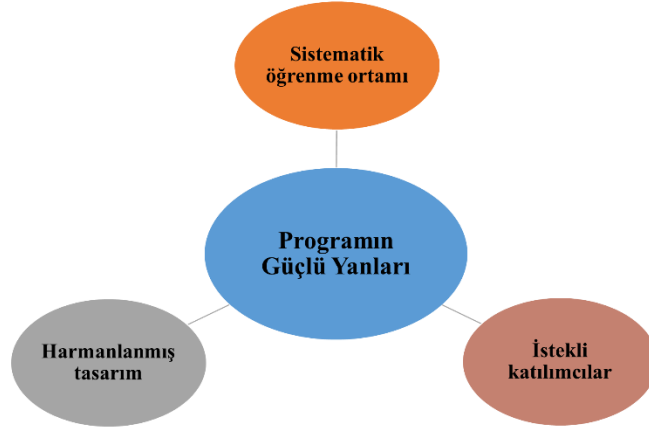 Sistematik
öğrenme ortamı
Programın
Güçlü Yanları
Harmanlanmış
tasarım
İstekli
katılımcılar